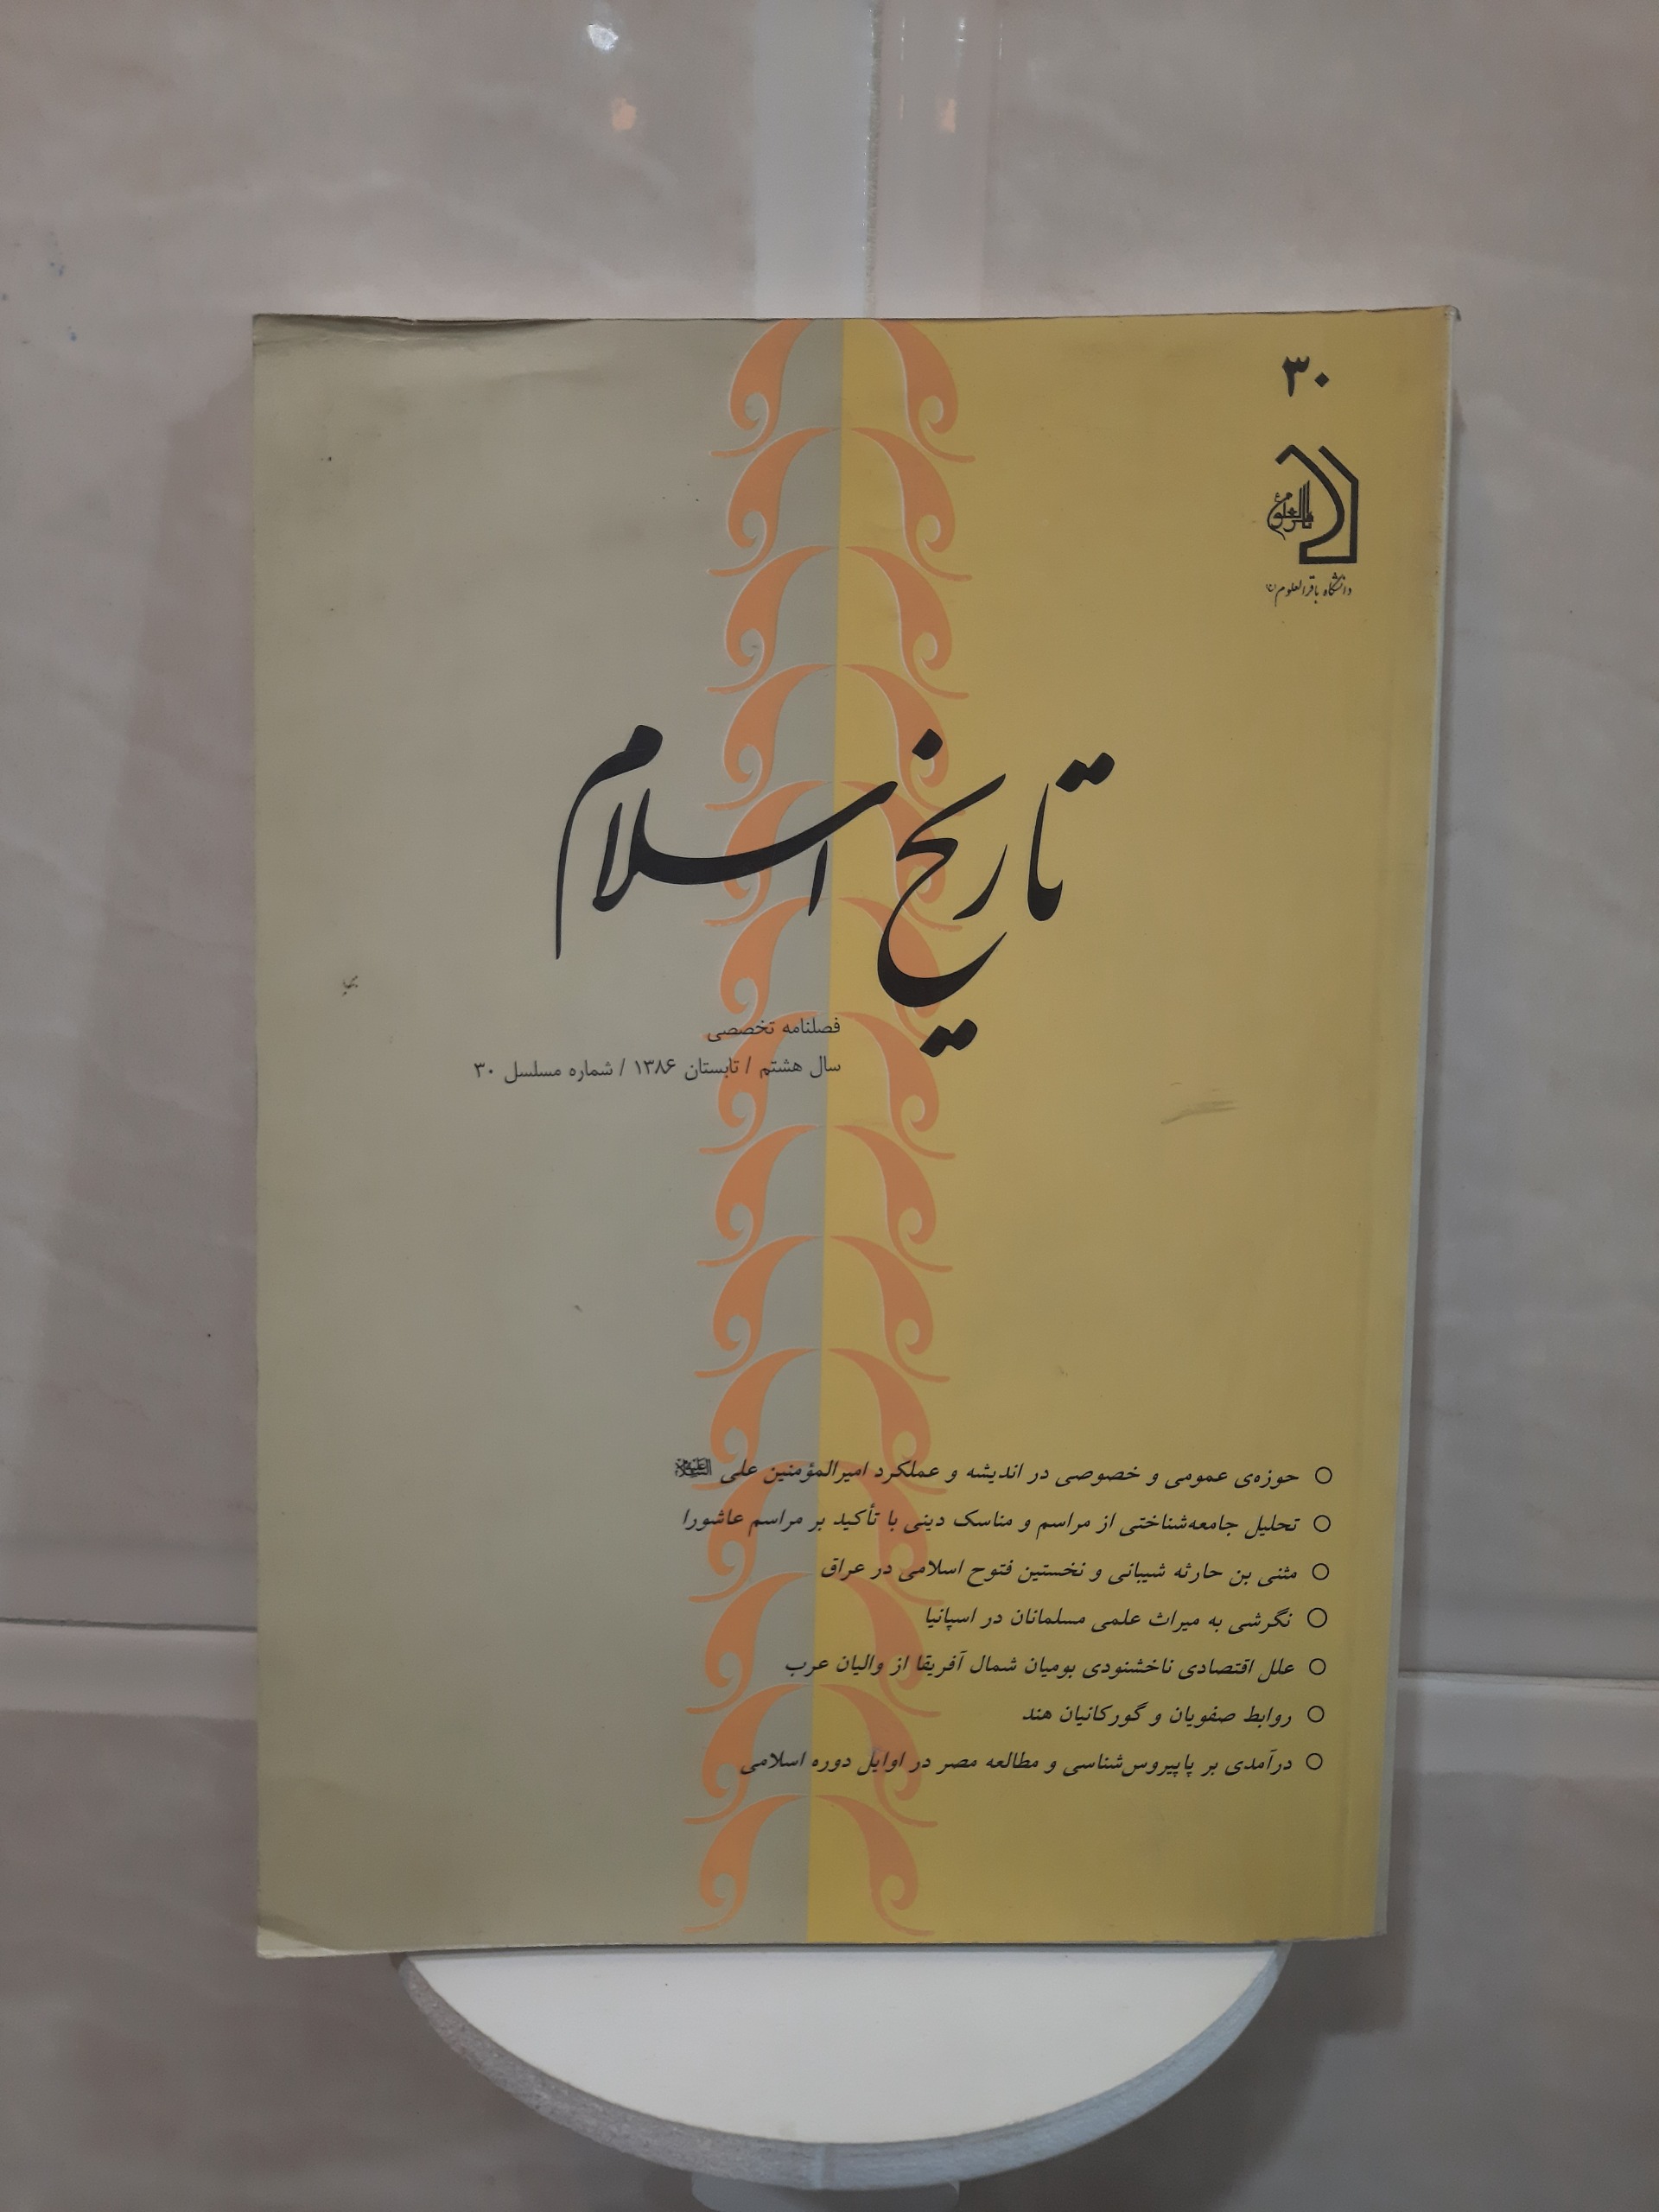 ۳۰
باقرالعلوم
دانشگاه باقرالعلوم (ع)
تاریخ اسلام
فصلنامه تخصصی
سال هشتم / تابستان ۱۳۸۶ / شماره مسلسل ۳۰
حوزه‌ی عمومی و خصوصی در اندیشه و عملکرد امیرالمؤمنین علی علیه‌السلام
تحلیل جامعه‌شناختی از مراسم و مناسک دینی با تأکید بر مراسم عاشورا
مثنی بن حارثه شیبانی و نخستین فتوح اسلامی در عراق
نگرشی به میراث علمی مسلمانان در اسپانیا
علل اقتصادی ناخشنودی بومیان شمال آفریقا از والیان عرب
روابط صفویان و گورکانیان هند
درآمدی بر پاپیروس‌شناسی و مطالعه مصر در اوایل دوره اسلامی